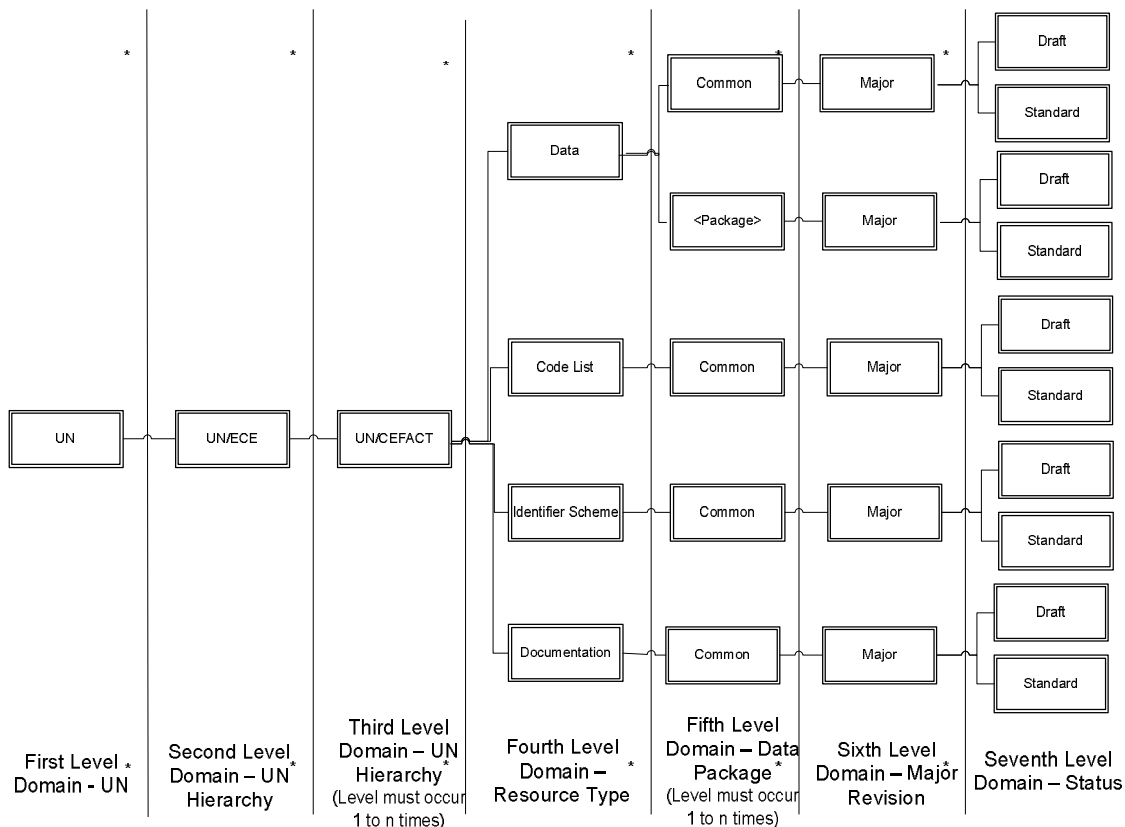 *
*
*
*
*
*
Common
Major
Draft
Standard
Data
<Package>
Major
Draft
Standard
Code List
Common
Major
Draft
Standard
UN
UN/ECE
UN/CEFACT
Identifier Scheme
Common
Major
Draft
Standard
Documentation
Common
Major
Draft
Standard
First Level *
Domain - UN
Second Level
Domain – UN *
Hierarchy
Third Level
Domain – UN
Hierarchy *
(Level must occur
1 to n times)
Fourth Level
Domain – *
Resource Type
Fifth Level
Domain – Data
Package *
(Level must occur
1 to n times)
Sixth Level
Domain – Major *
Revision
Seventh Level
Domain – Status